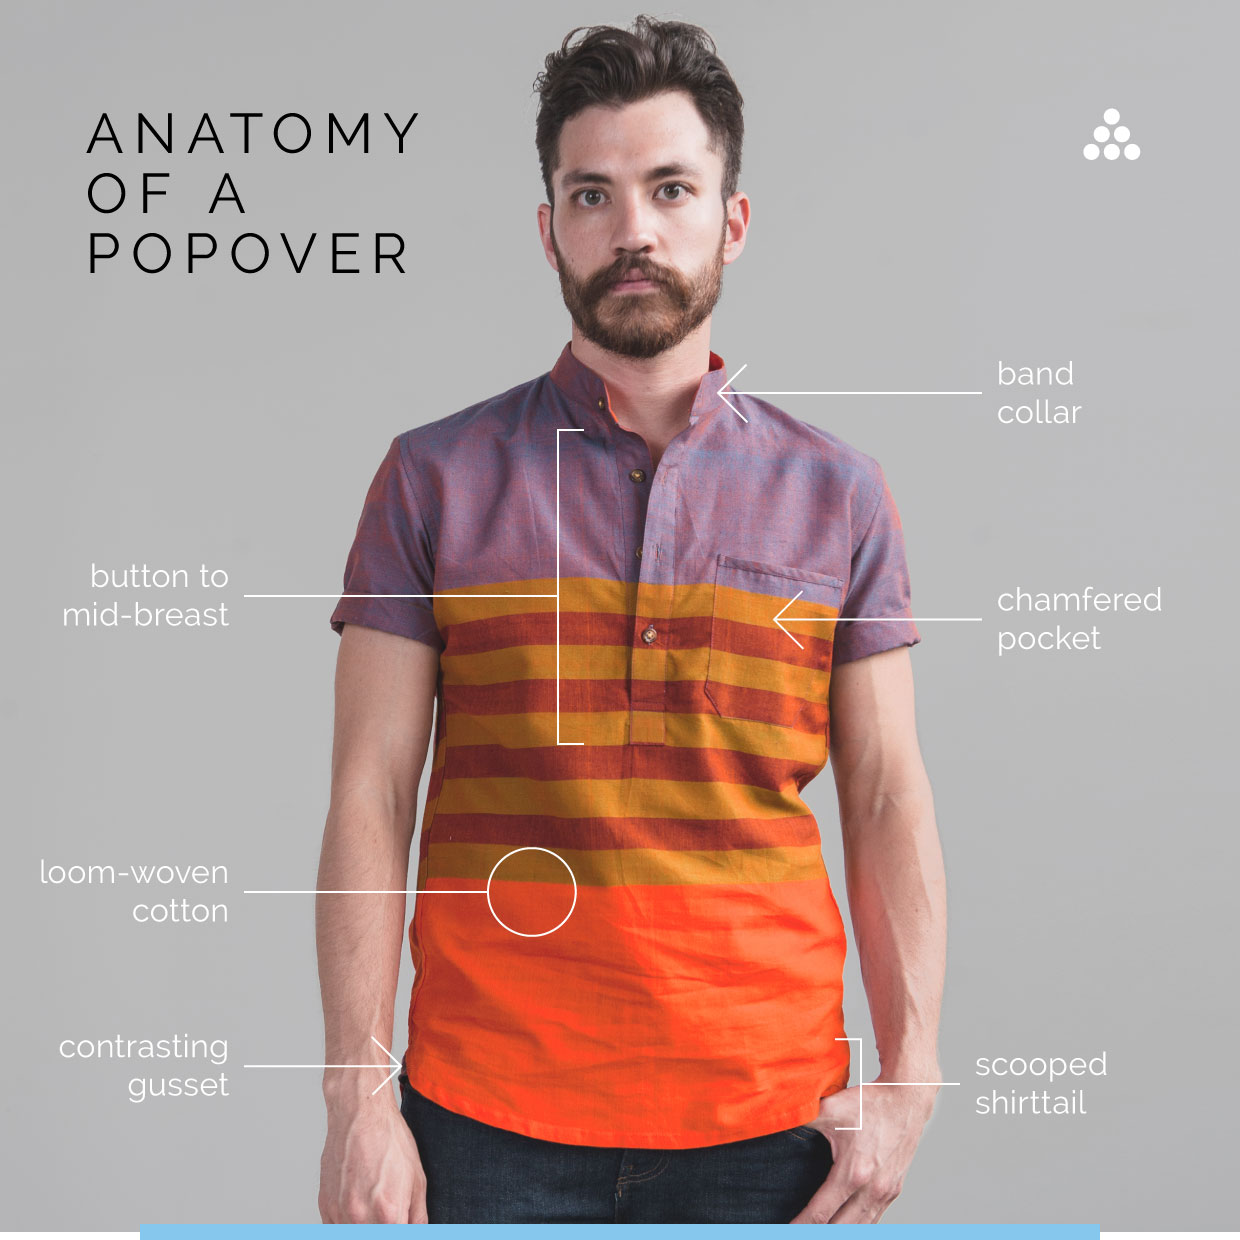 ANATOMY
OF A
POPOVER
band
collar
button to
mid-breast
chamfered
pocket
loom-woven
cotton
contrasting
gusset
scooped
shirttail